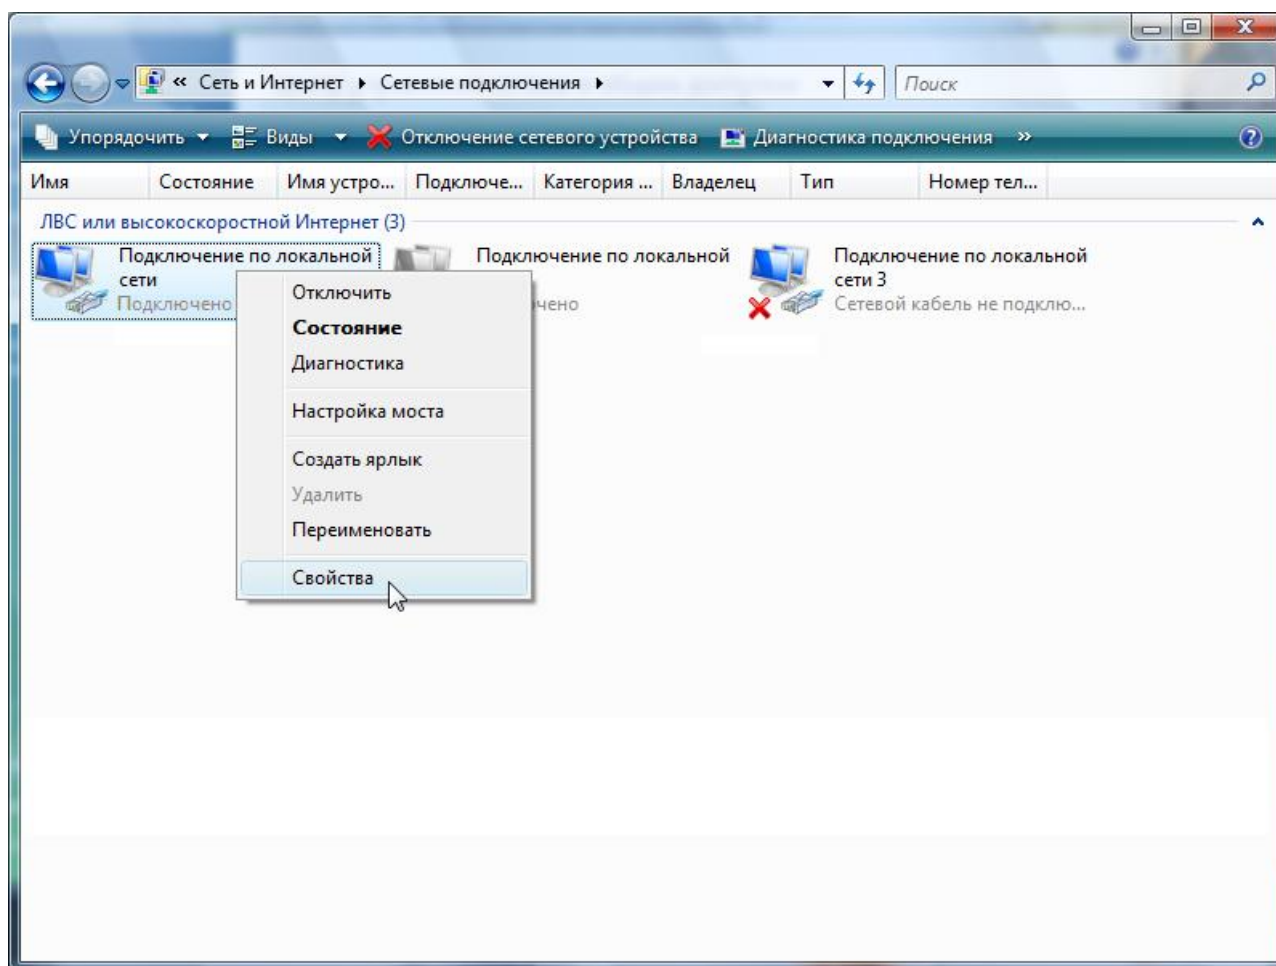 « Сеть и Интернет Сетевые подключения
Поиск
Упорядочить Виды Отключение сетевого устройства Диагностика подключения »
Имя Состояние Имя устро... Подключе... Категория ... Владелец Тип Номер тел...
ЛВС или высокоскоростной Интернет (3)
Подключение по локальной
сети
Подключено
Подключение по локальной
Подключение по локальной
сети 3
Сетевой кабель не подклю...
Отключить
Состояние
Диагностика
Настройка моста
Создать ярлык
Удалить
Переименовать
Свойства